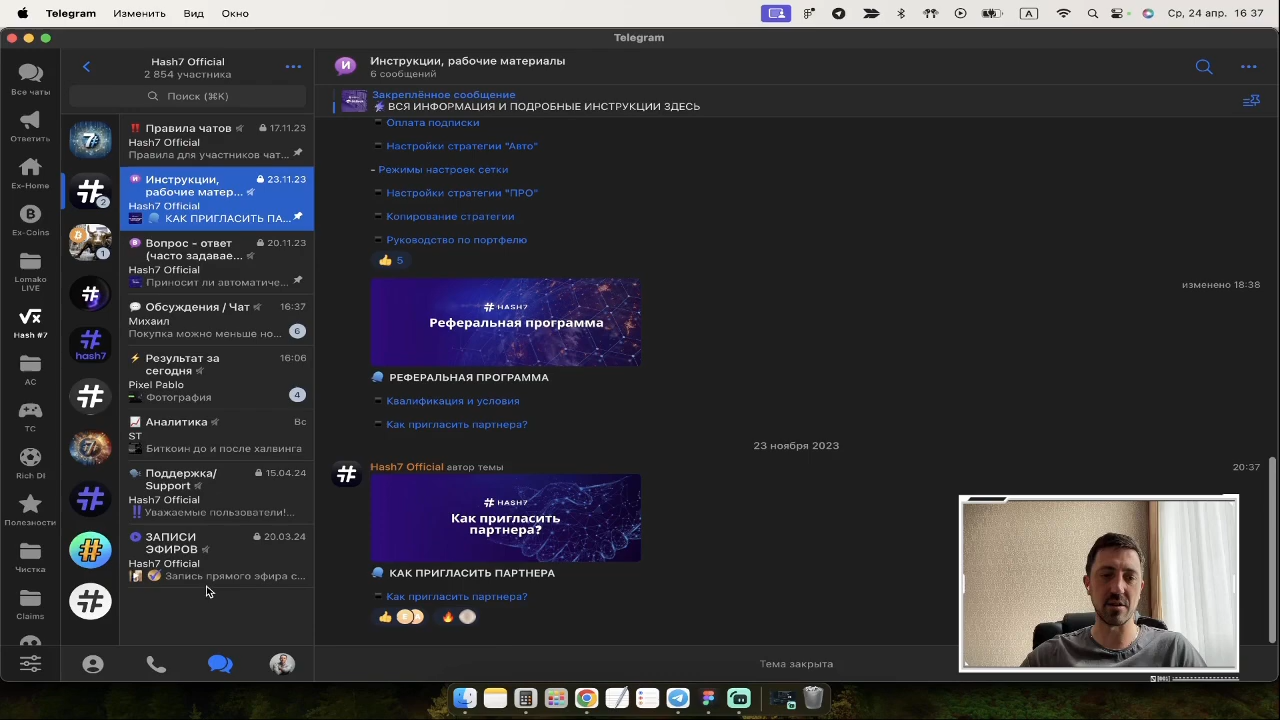 Telegram Изменить Вид Окно
A Ср, 24 апр. 16 37
Telegram
Все чаты
Ответить
Ex-Home
Ex-Coins
Lomako LIVE
Hash #7
AC
TC
Rich DI
Полезности
Чистка
Claims
2
1
hash7
Hash7 Official
2 854 участника
Поиск (⌘K)
Правила чатов 17.11.23
Hash7 Official
Правила для участников чат...
Инструкции, 23.11.23
рабочие матер...
Hash7 Official
КАК ПРИГЛАСИТЬ ПА...
Вопрос - ответ 20.11.23
(часто задавае...
Hash7 Official
Приносит ли автоматиче...
Обсуждения / Чат 16:37
Михаил
Покупка можно меньше но... 6
Результат за 16:06
сегодня
Pixel Pablo
Фотография 4
Аналитика Вс
ST
Биткоин до и после халвинга
Поддержка/ 15.04.24
Support
Hash7 Official
Уважаемые пользователи!...
ЗАПИСИ 20.03.24
ЭФИРОВ
Hash7 Official
Запись прямого эфира с...
Инструкции, рабочие материалы
6 сообщений
Закреплённое сообщение
ВСЯ ИНФОРМАЦИЯ И ПОДРОБНЫЕ ИНСТРУКЦИИ ЗДЕСЬ
Оплата подписки
Настройки стратегии "Авто"
- Режимы настроек сетки
Настройки стратегии "ПРО"
Копирование стратегии
Руководство по портфелю
5
изменено 18:38
HASH7
Реферальная программа
РЕФЕРАЛЬНАЯ ПРОГРАММА
Квалификация и условия
Как пригласить партнера?
23 ноября 2023
Hash7 Official автор темы 20:37
HASH7
Как пригласить
партнера?
КАК ПРИГЛАСИТЬ ПАРТНЕРА
Как пригласить партнера?
Тема закрыта